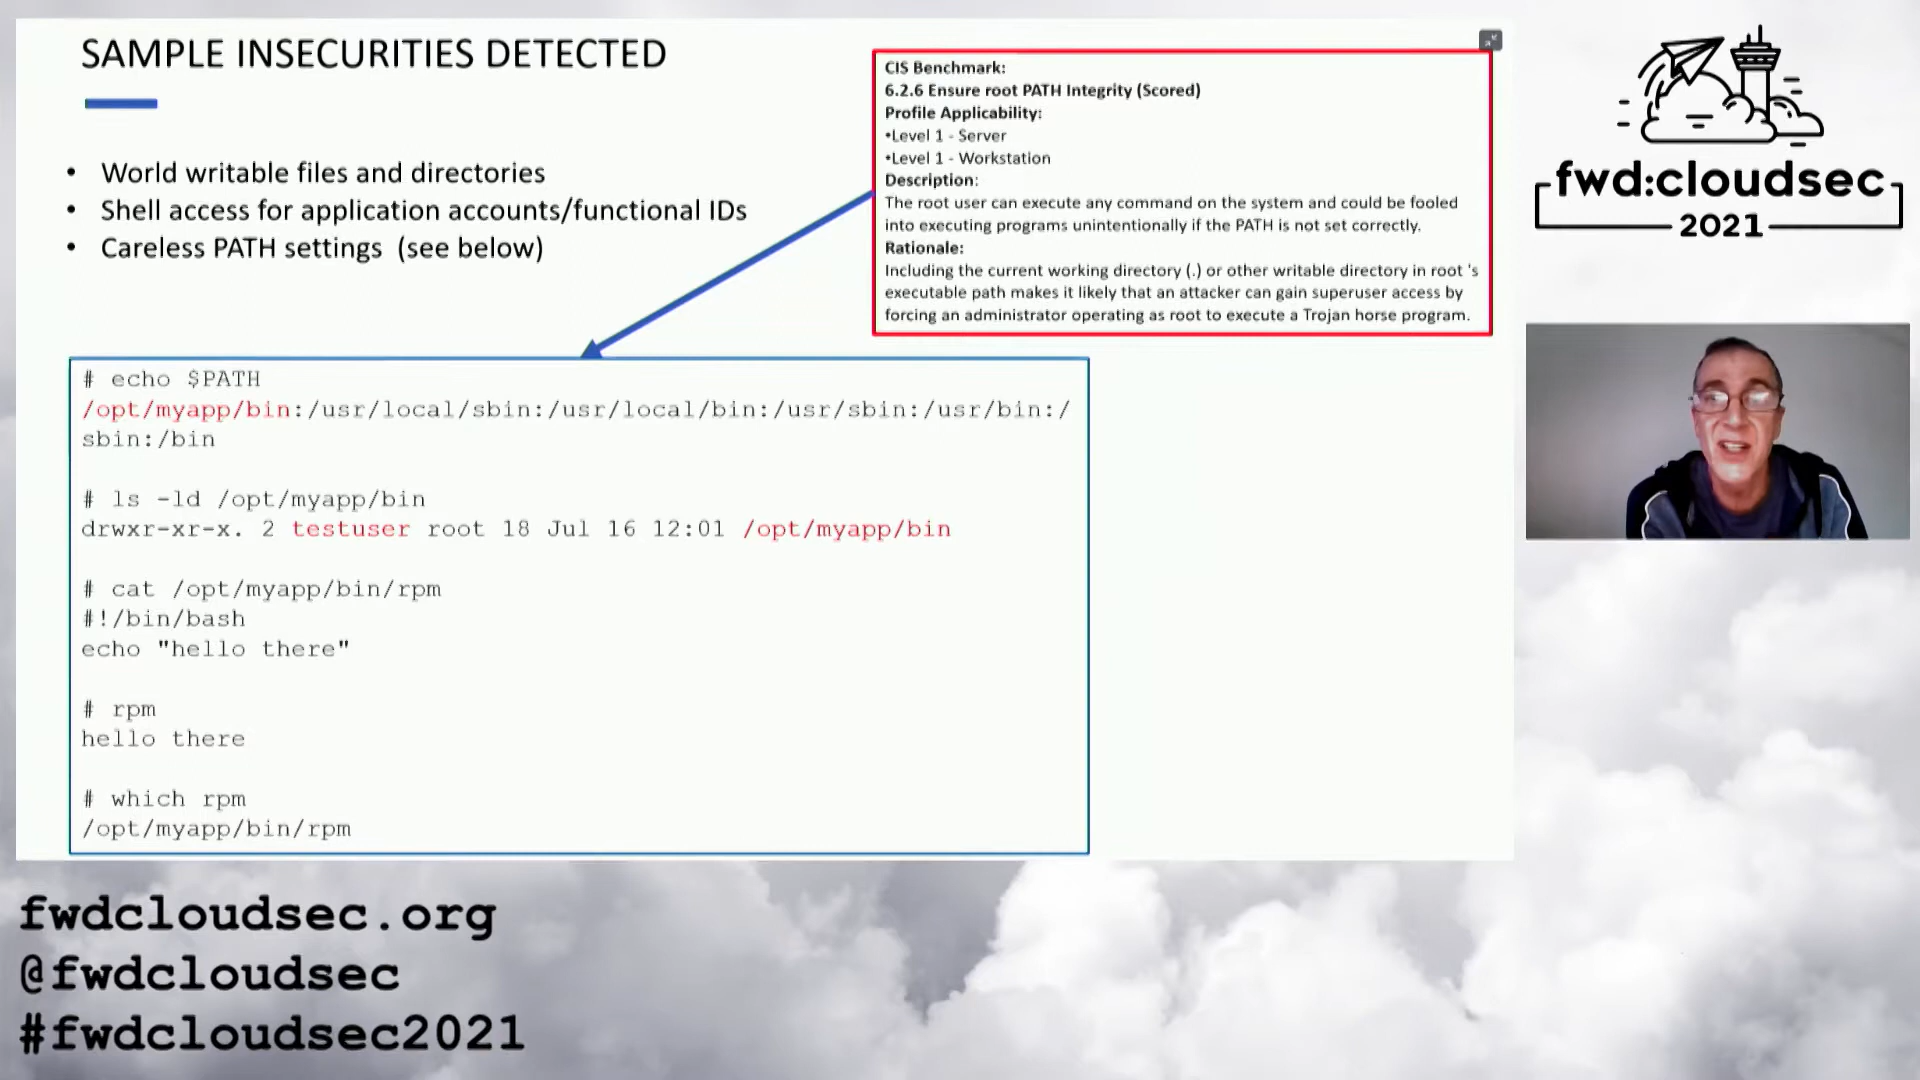 SAMPLE INSECURITIES DETECTED
• World writable files and directories
• Shell access for application accounts/functional IDs
• Careless PATH settings (see below)
CIS Benchmark:
6.2.6 Ensure root PATH Integrity (Scored)
Profile Applicability:
•Level 1 - Server
•Level 1 - Workstation
Description:
The root user can execute any command on the system and could be fooled
into executing programs unintentionally if the PATH is not set correctly.
Rationale:
Including the current working directory (.) or other writable directory in root 's
executable path makes it likely that an attacker can gain superuser access by
forcing an administrator operating as root to execute a Trojan horse program.
# echo $PATH
/opt/myapp/bin:/usr/local/sbin:/usr/local/bin:/usr/sbin:/usr/bin:/
sbin:/bin
# ls -ld /opt/myapp/bin
drwxr-xr-x. 2 testuser root 18 Jul 16 12:01 /opt/myapp/bin
# cat /opt/myapp/bin/rpm
#!/bin/bash
echo "hello there"
# rpm
hello there
# which rpm
/opt/myapp/bin/rpm
fwd:cloudsec
2021
fwdcloudsec.org
@fwdcloudsec
#fwdcloudsec2021